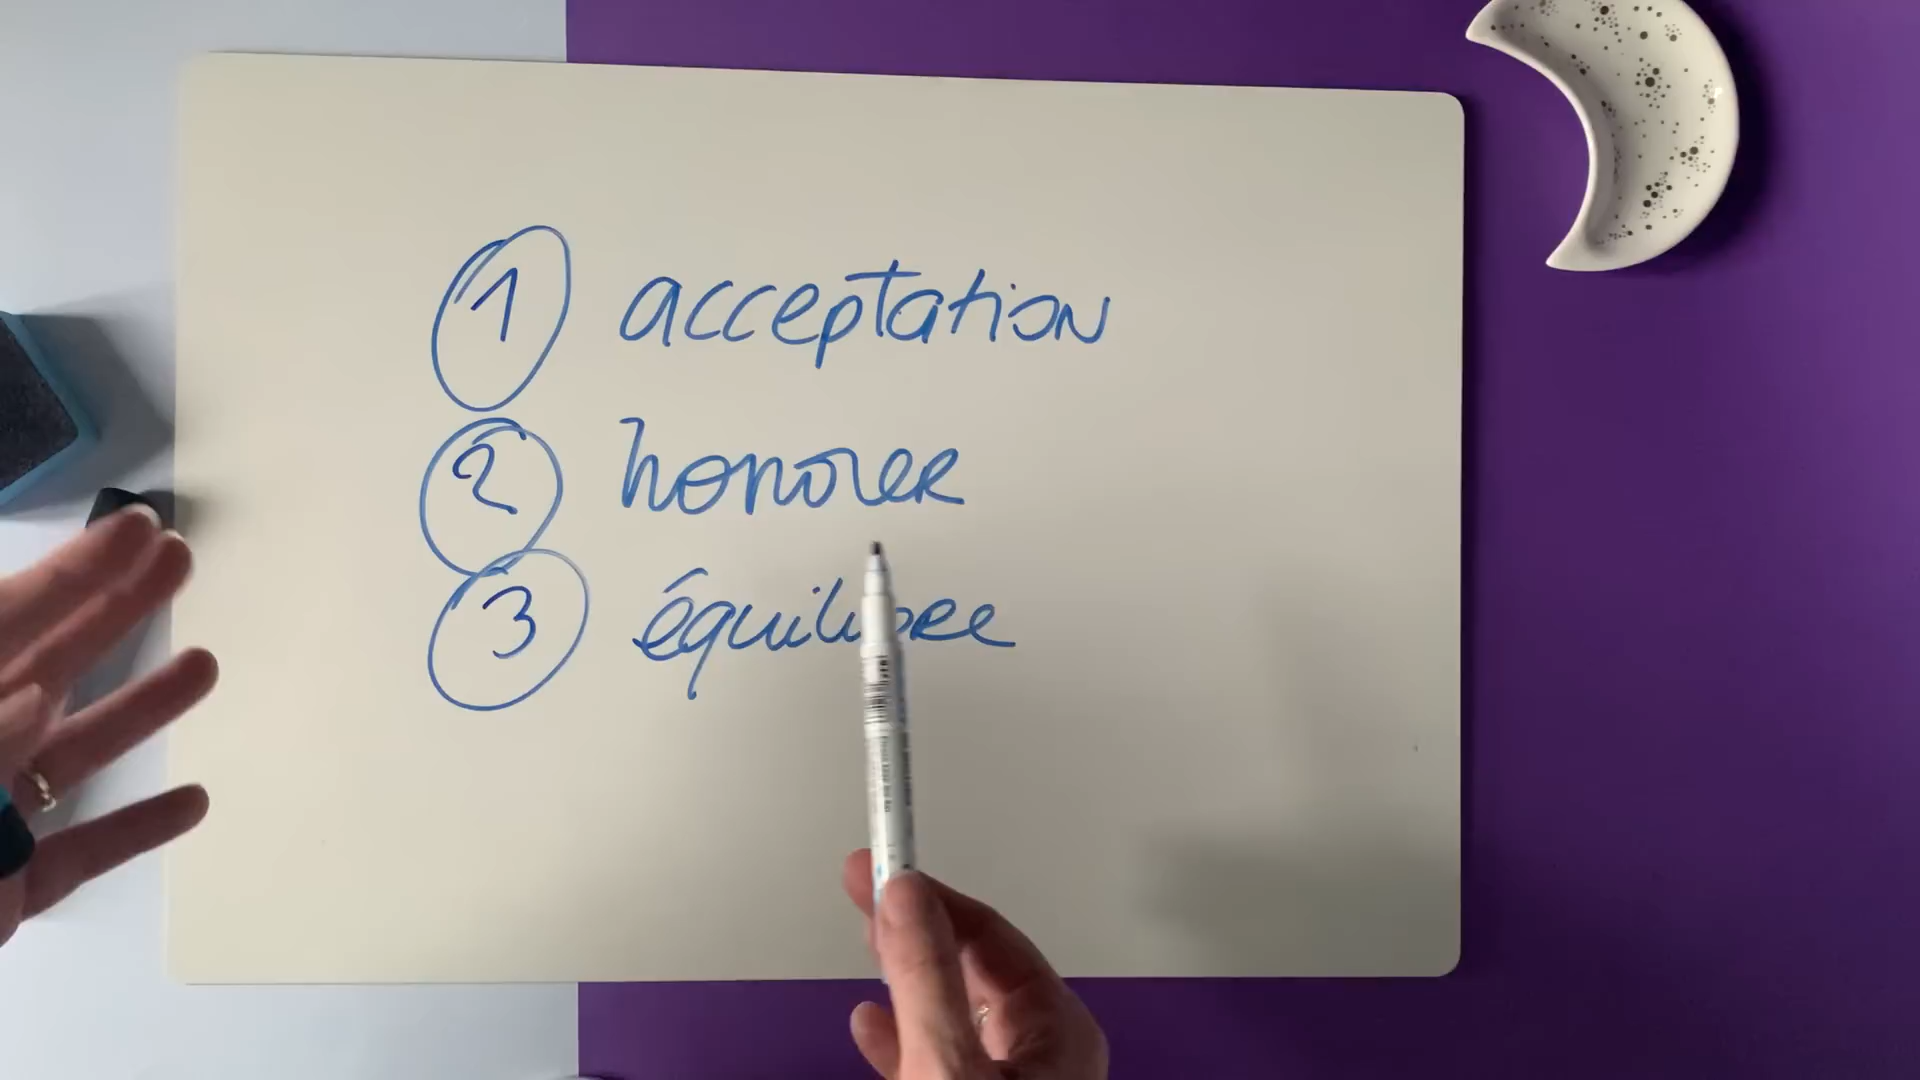 1 acceptation
2 honorer
3 équilibre